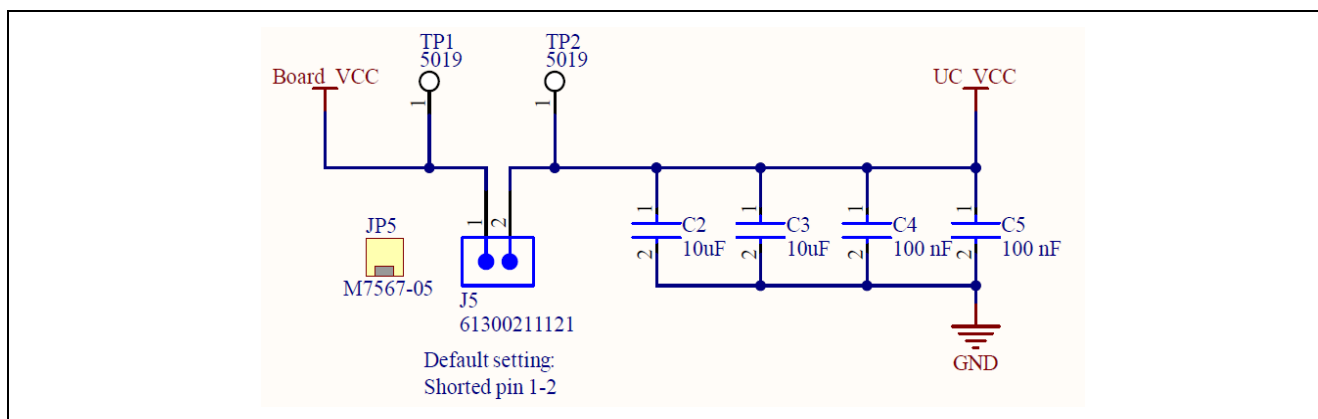 TP1
5019
TP2
5019
Board_VCC
UC_VCC
1
1
1
2
1
C2
10uF
2
1
C3
10uF
2
1
C4
100 nF
2
1
C5
100 nF
2
JP5
M7567-05
J5
61300211121
Default setting:
Shorted pin 1-2
GND